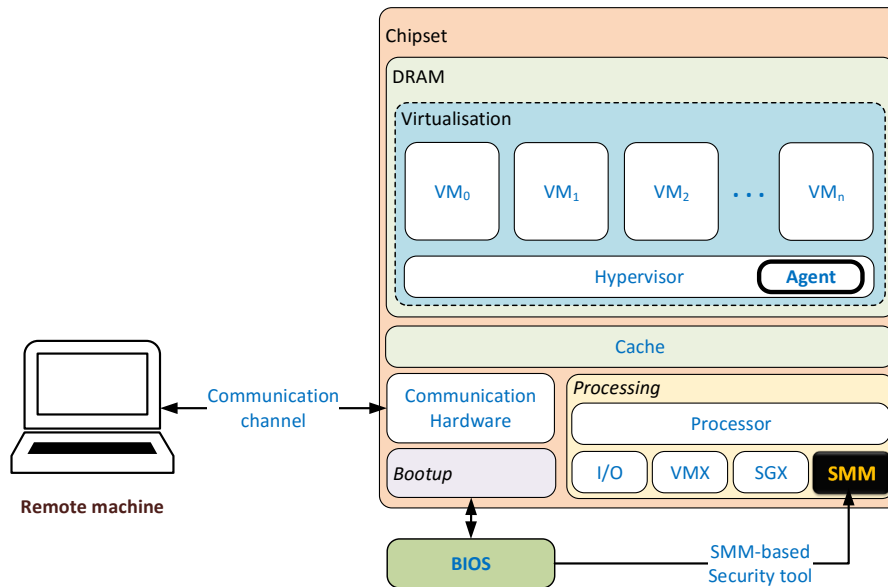 Chipset
DRAM
Virtualisation
VM₀
VM₁
VM₂
...
VMₙ
Hypervisor
Agent
Cache
Communication
channel
Communication
Hardware
Processing
Processor
Bootup
I/O
VMX
SGX
SMM
Remote machine
BIOS
SMM-based
Security tool